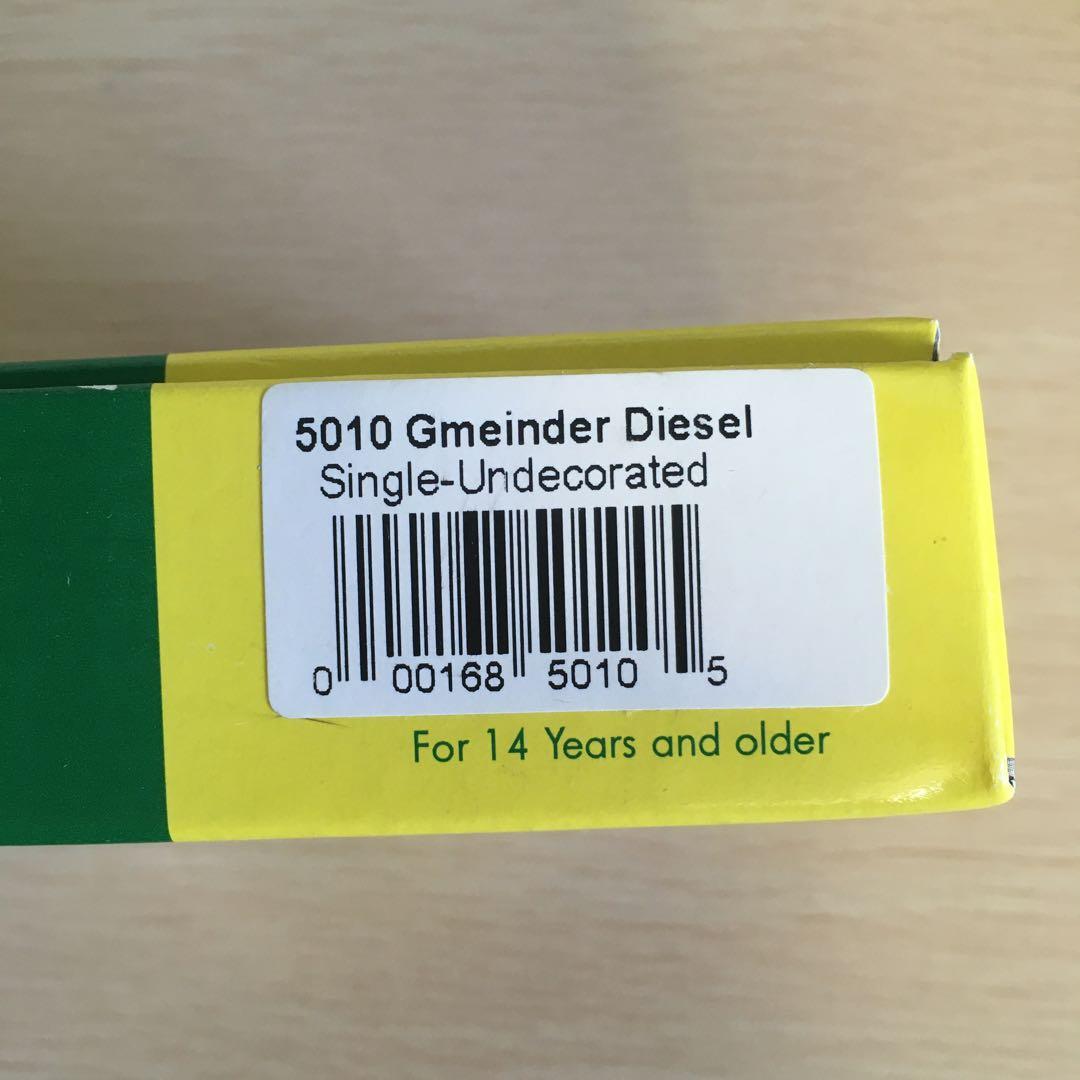 5010 Gmeinder Diesel
Single-Undecorated
0 00168 5010 5
For 14 Years and older